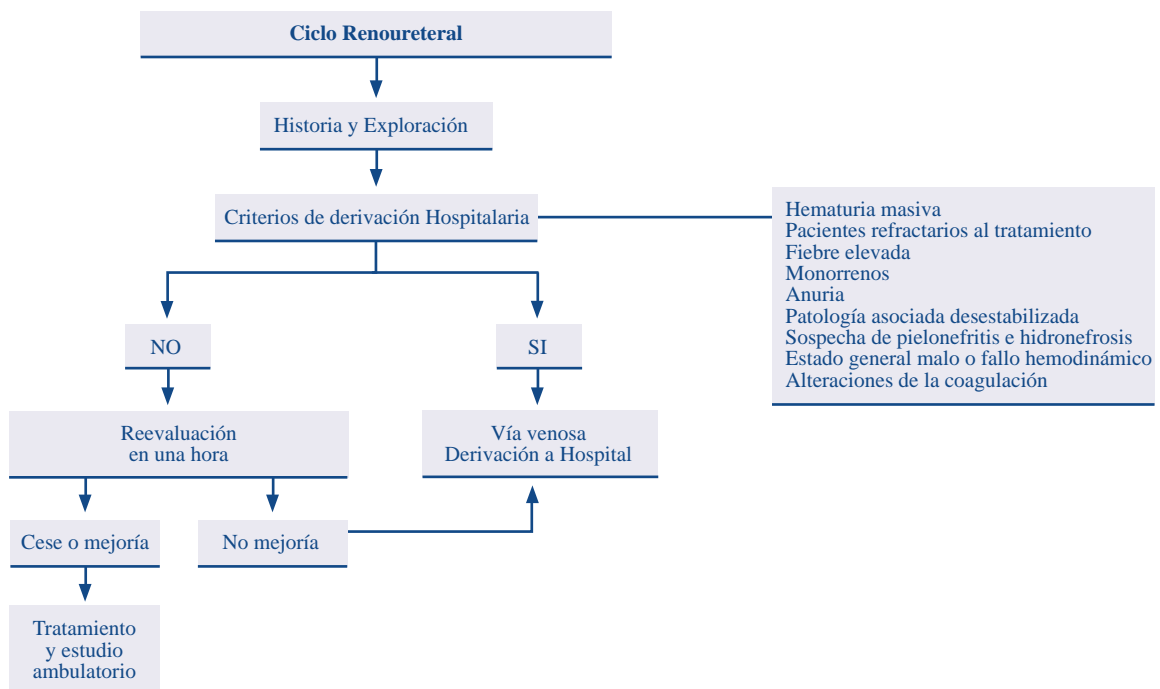 Ciclo Renoureteral
Historia y Exploración
Criterios de derivación Hospitalaria
Hematuria masiva
Pacientes refractarios al tratamiento
Fiebre elevada
Monorrenos
Anuria
Patología asociada desestabilizada
Sospecha de pielonefritis e hidronefrosis
Estado general malo o fallo hemodinámico
Alteraciones de la coagulación
NO
SI
Reevaluación
en una hora
Vía venosa
Derivación a Hospital
Cese o mejoría
No mejoría
Tratamiento
y estudio
ambulatorio